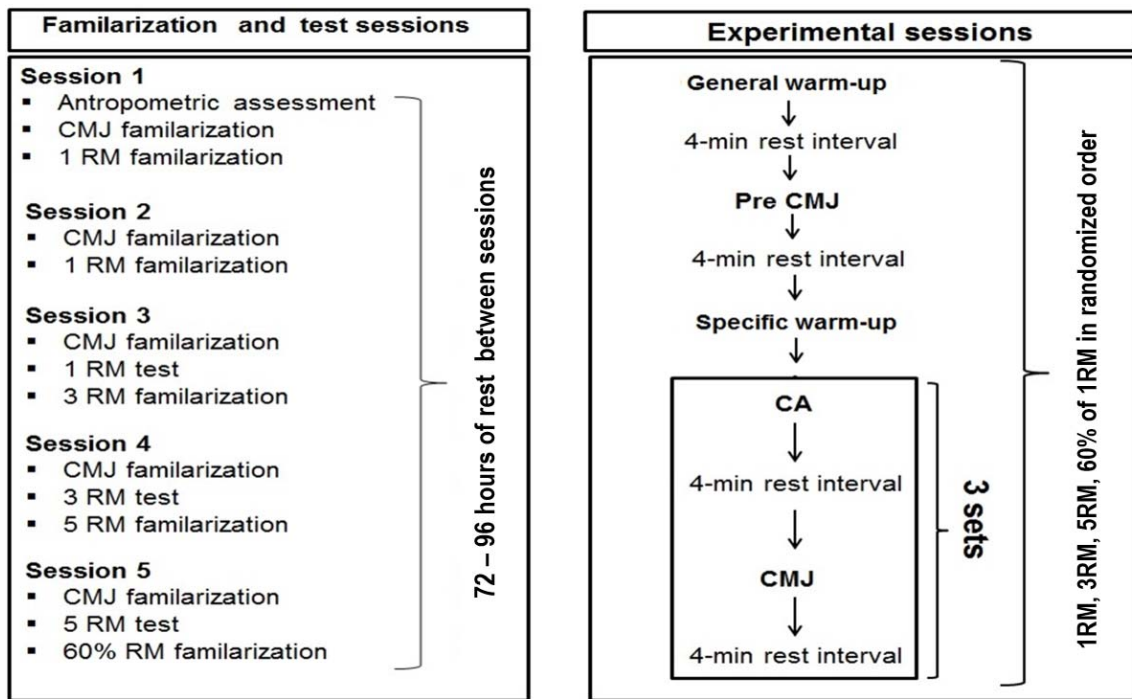 Familarization and test sessions
Session 1
▪ Antropometric assessment
▪ CMJ familarization
▪ 1 RM familarization
Session 2
▪ CMJ familarization
▪ 1 RM familarization
Session 3
▪ CMJ familarization
▪ 1 RM test
▪ 3 RM familarization
Session 4
▪ CMJ familarization
▪ 3 RM test
▪ 5 RM familarization
Session 5
▪ CMJ familarization
▪ 5 RM test
▪ 60% RM familarization
72 – 96 hours of rest between sessions
Experimental sessions
General warm-up
4-min rest interval
Pre CMJ
4-min rest interval
Specific warm-up
CA
4-min rest interval
CMJ
4-min rest interval
3 sets
1RM, 3RM, 5RM, 60% of 1RM in randomized order